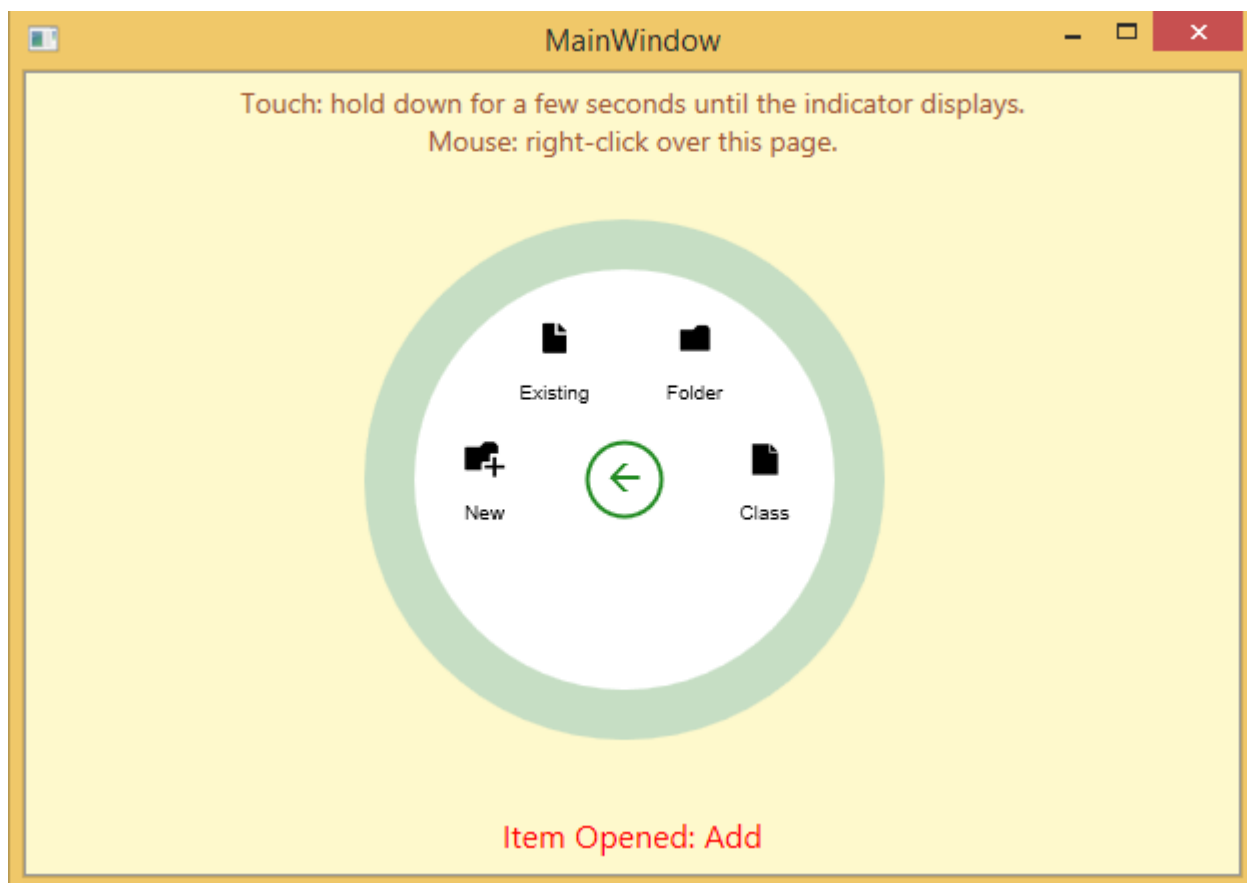 MainWindow
Touch: hold down for a few seconds until the indicator displays.
Mouse: right-click over this page.
Existing
Folder
New
Class
Item Opened: Add